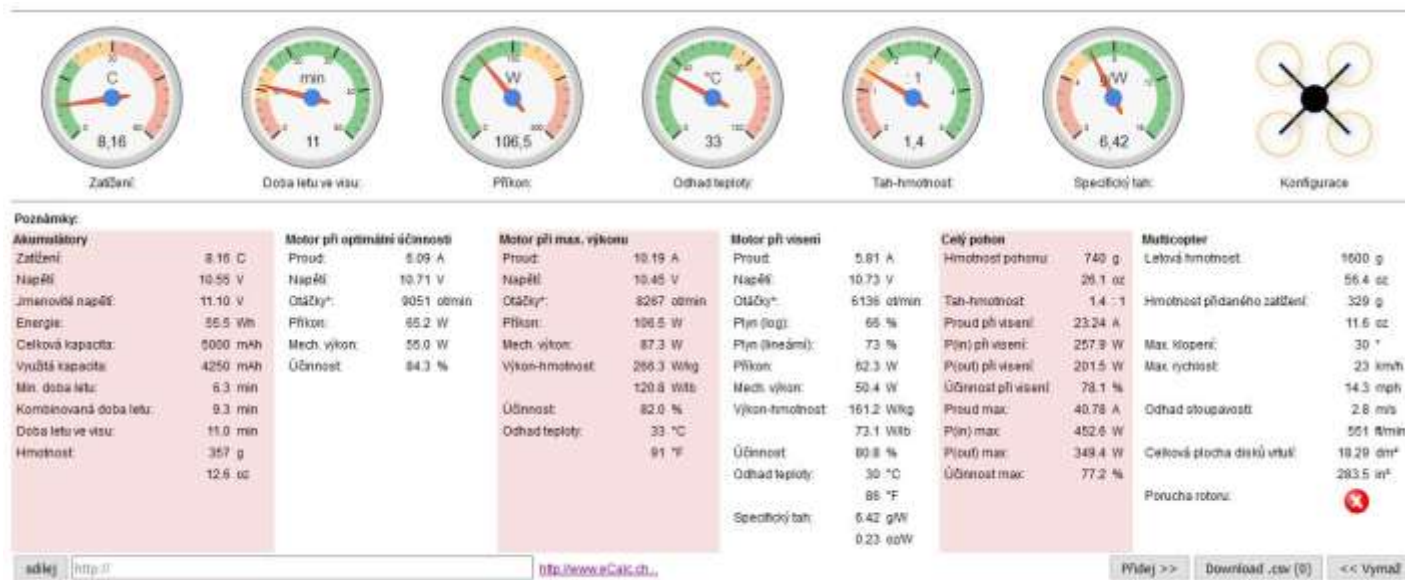 C
min
W
°C
: 1
g/W
8,16
11
106,5
33
1,4
6,42
Zatížení:
Doba letu ve visu:
Příkon:
Odhad teploty:
Tah-hmotnost:
Specifický tah:
Konfigurace
Poznámky:
Akumulátory
Zatížení: 8.16 C
Napětí: 10.55 V
Jmenovité napětí: 11.10 V
Energie: 55.5 Wh
Celková kapacita: 5000 mAh
Využitá kapacita: 4250 mAh
Min. doba letu: 6.3 min
Kombinovaná doba letu: 9.3 min
Doba letu ve visu: 11.0 min
Hmotnost: 357 g
12.6 oz
Motor při optimální účinnosti
Proud: 6.09 A
Napětí: 10.71 V
Otáčky*: 9051 ot/min
Příkon: 65.2 W
Mech. výkon: 55.0 W
Účinnost: 84.3 %
Motor při max. výkonu
Proud: 10.19 A
Napětí: 10.45 V
Otáčky*: 8267 ot/min
Příkon: 106.5 W
Mech. výkon: 87.3 W
Výkon-hmotnost: 266.3 W/kg
120.8 W/lb
Účinnost: 82.0 %
Odhad teploty: 33 °C
91 °F
Motor při visení
Proud: 5.81 A
Napětí: 10.73 V
Otáčky*: 6136 ot/min
Plyn (log): 66 %
Plyn (lineární): 73 %
Příkon: 62.3 W
Mech. výkon: 50.4 W
Výkon-hmotnost: 161.2 W/kg
73.1 W/lb
Účinnost: 80.8 %
Odhad teploty: 30 °C
86 °F
Specifický tah: 6.42 g/W
0.23 oz/W
Celý pohon
Hmotnost pohonu: 740 g
26.1 oz
Tah-hmotnost: 1.4 : 1
Proud při visení: 23.24 A
P(in) při visení: 257.9 W
P(out) při visení: 201.5 W
Účinnost při visení: 78.1 %
Proud max: 40.78 A
P(in) max: 452.6 W
P(out) max: 349.4 W
Účinnost max: 77.2 %
Multicopter
Letová hmotnost: 1600 g
56.4 oz
Hmotnost přidaného zatížení: 329 g
11.6 oz
Max. klopení: 30 °
Max. rychlost: 23 km/h
14.3 mph
Odhad stoupavosti: 2.8 m/s
551 ft/min
Celková plocha disků vrtulí: 18.29 dm²
283.5 in²
Porucha rotoru:
sdílej http:// http://www.eCalc.ch... Přidej >> Download .csv (0) << Vymaž